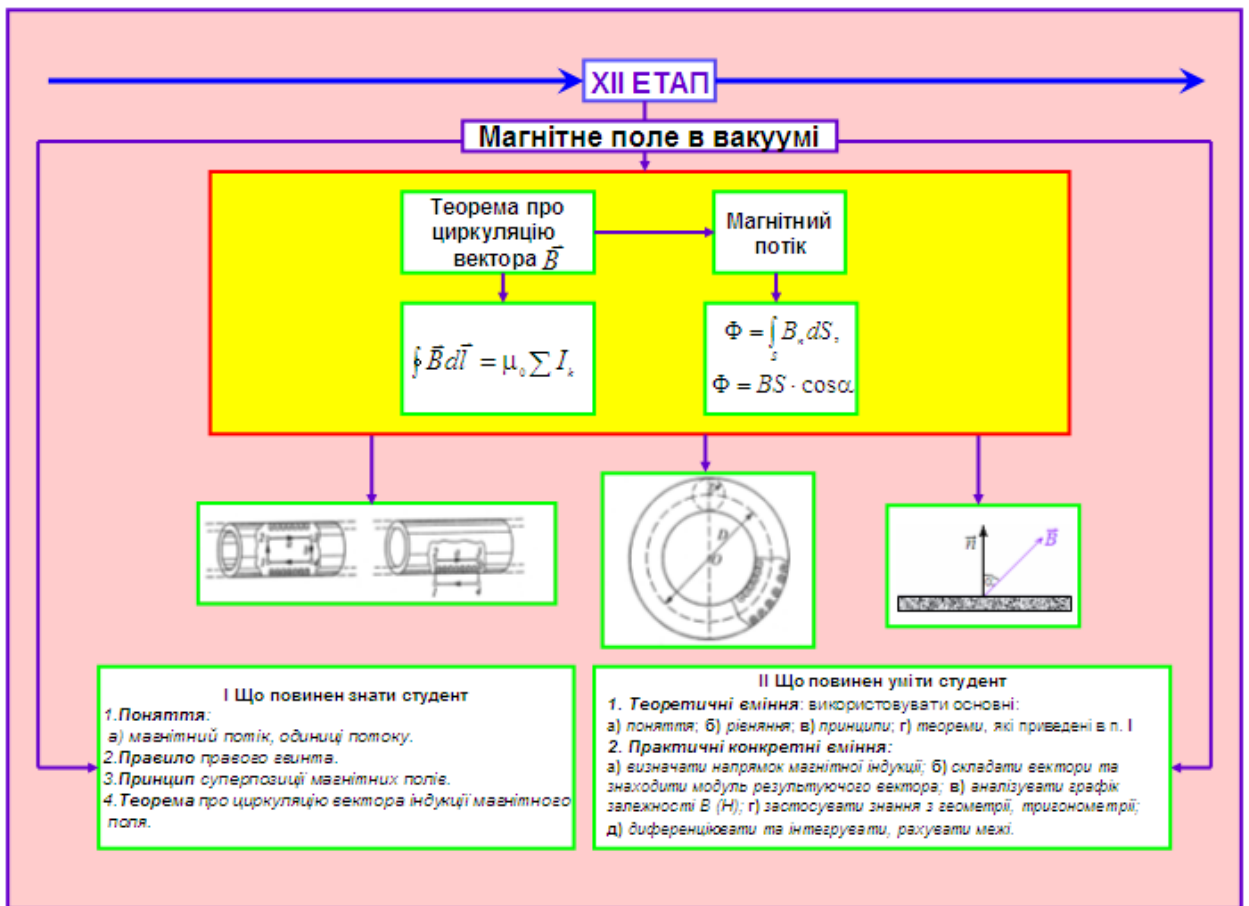 XII ЕТАП
Магнітне поле в вакуумі
Теорема про
циркуляцію
вектора B⃗
Магнітний
потік
∮ B⃗ dl⃗ = μ₀ ∑ Iₖ
Φ = ∫ₛ Bₙ dS,
Φ = BS · cosα
D
O
n⃗
B⃗
α
I Що повинен знати студент
1.Поняття:
а) магнітний потік, одиниці потоку.
2.Правило правого гвинта.
3.Принцип суперпозиції магнітних полів.
4.Теорема про циркуляцію вектора індукції магнітного
поля.
II Що повинен уміти студент
1. Теоретичні вміння: використовувати основні:
а) поняття; б) рівняння; в) принципи; г) теореми, які приведені в п. I
2. Практичні конкретні вміння:
а) визначати напрямок магнітної індукції; б) складати вектори та
знаходити модуль результуючого вектора; в) аналізувати графік
залежності В (Н); г) застосувати знання з геометрії, тригонометрії;
д) диференціювати та інтегрувати, рахувати межі.